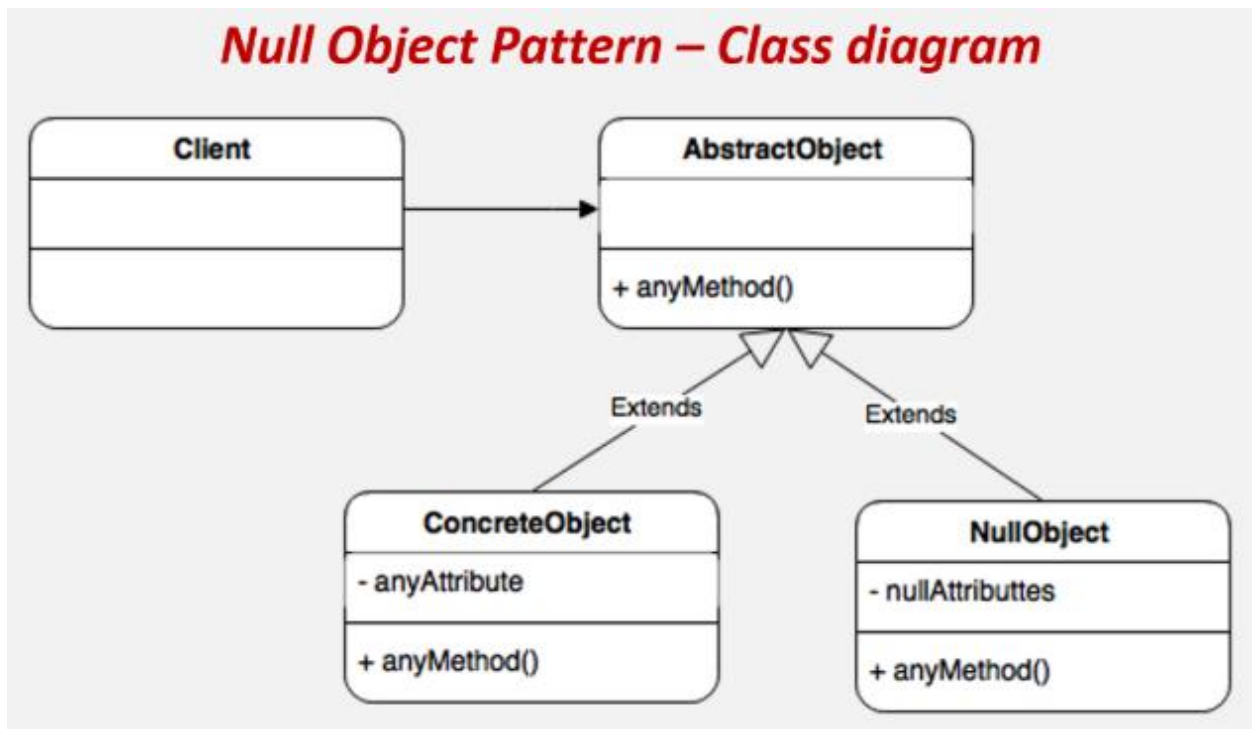 Null Object Pattern – Class diagram
Client
AbstractObject
+ anyMethod()
Extends
Extends
ConcreteObject
- anyAttribute
+ anyMethod()
NullObject
- nullAttributtes
+ anyMethod()